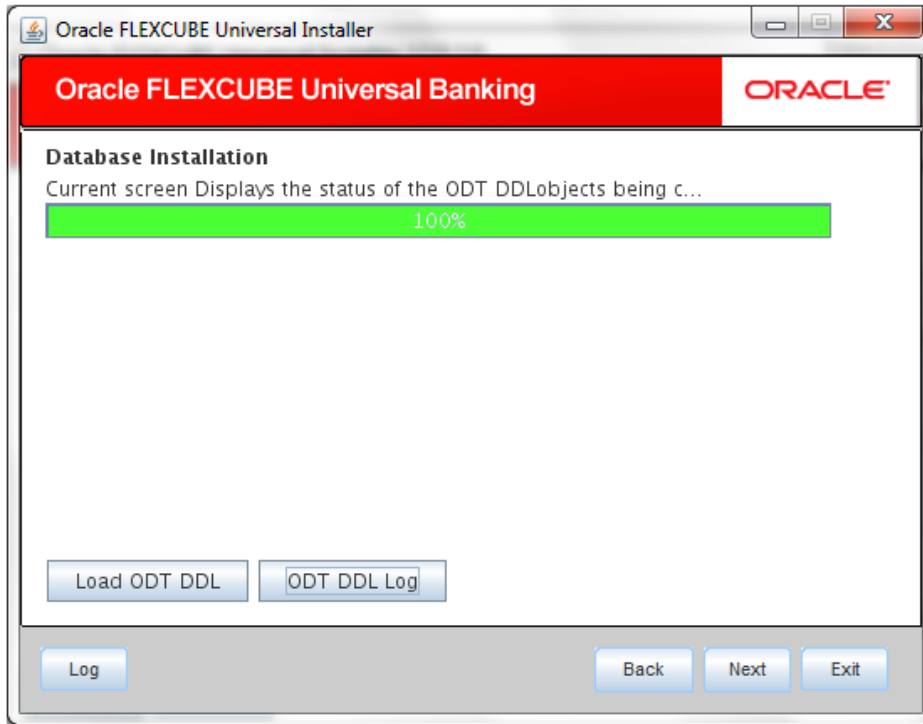 Oracle FLEXCUBE Universal Installer
Oracle FLEXCUBE Universal Banking
ORACLE
Database Installation
Current screen Displays the status of the ODT DDLobjects being c...
100%
Load ODT DDL
ODT DDL Log
Log
Back
Next
Exit